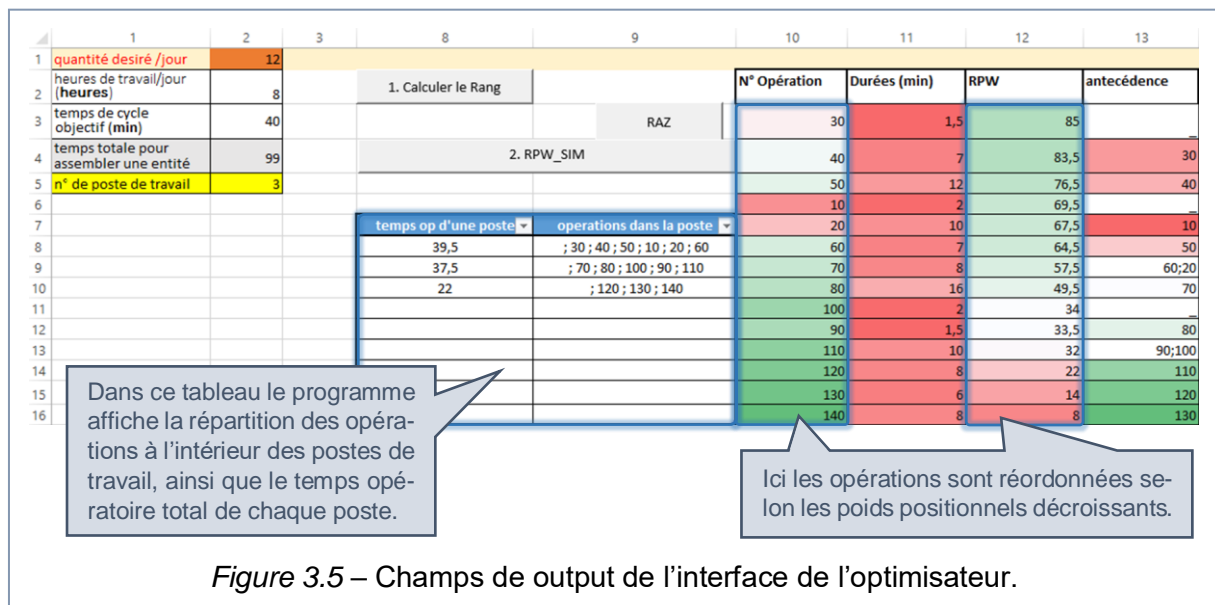 1 2 3 8 9 10 11 12 13
1 quantité desiré /jour 12
2 heures de travail/jour (heures) 8 1. Calculer le Rang N° Opération Durées (min) RPW antecédence
3 temps de cycle objectif (min) 40 RAZ 30 1,5 85 _
4 temps totale pour assembler une entité 99 2. RPW_SIM 40 7 83,5 30
5 n° de poste de travail 3 50 12 76,5 40
6 10 2 69,5 _
7 temps op d'une poste operations dans la poste 20 10 67,5 10
8 39,5 ; 30 ; 40 ; 50 ; 10 ; 20 ; 60 60 7 64,5 50
9 37,5 ; 70 ; 80 ; 100 ; 90 ; 110 70 8 57,5 60;20
10 22 ; 120 ; 130 ; 140 80 16 49,5 70
11 100 2 34 _
12 90 1,5 33,5 80
13 110 10 32 90;100
14 120 8 22 110
15 130 6 14 120
16 140 8 8 130
Dans ce tableau le programme
affiche la répartition des opéra-
tions à l'intérieur des postes de
travail, ainsi que le temps opé-
ratoire total de chaque poste.
Ici les opérations sont réordonnées se-
lon les poids positionnels décroissants.
Figure 3.5 – Champs de output de l'interface de l'optimisateur.